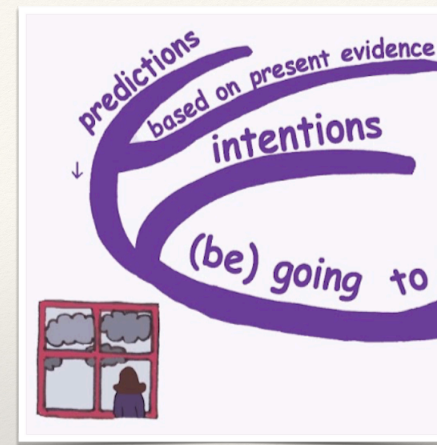 predictions
based on present evidence
intentions
(be) going to